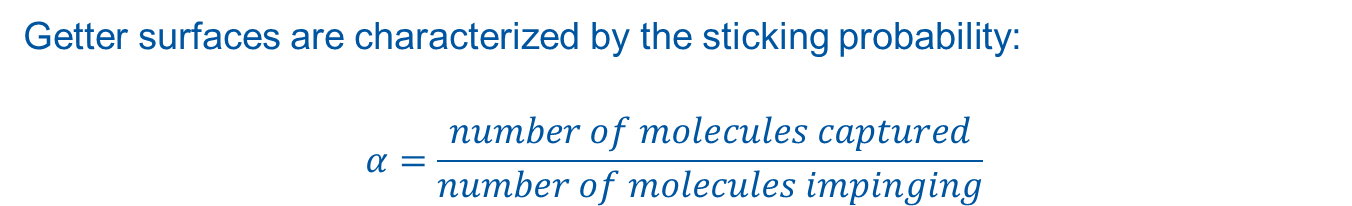 Getter surfaces are characterized by the sticking probability:
α = number of molecules captured
number of molecules impinging